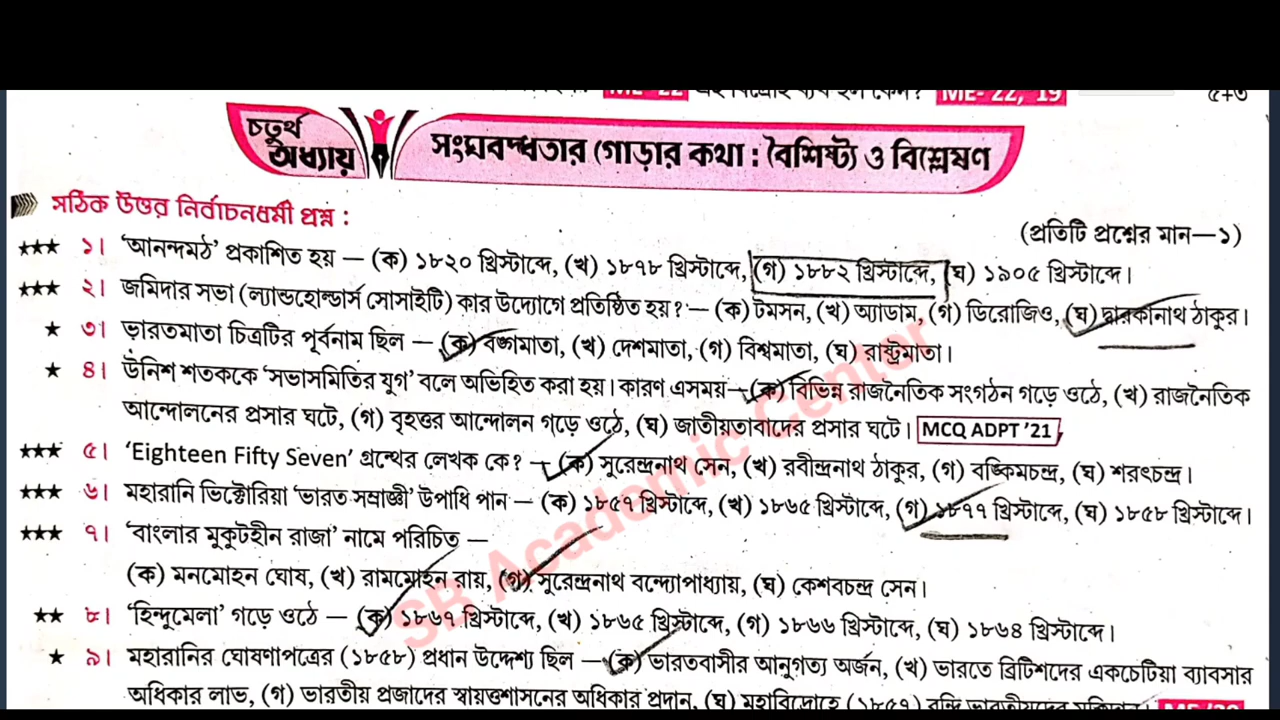 ME- 22, '19
চতুর্থ অধ্যায়
সংঘবদ্ধতার গোড়ার কথা : বৈশিষ্ট্য ও বিশ্লেষণ
সঠিক উত্তর নির্বাচনধর্মী প্রশ্ন :
(প্রতিটি প্রশ্নের মান—১)
★★★ ১। 'আনন্দমঠ' প্রকাশিত হয় — (ক) ১৮২০ খ্রিস্টাব্দে, (খ) ১৮৭৮ খ্রিস্টাব্দে, (গ) ১৮৮২ খ্রিস্টাব্দে, (ঘ) ১৯০৫ খ্রিস্টাব্দে।
★★★ ২। জমিদার সভা (ল্যান্ডহোল্ডার্স সোসাইটি) কার উদ্যোগে প্রতিষ্ঠিত হয়? — (ক) টমসন, (খ) অ্যাডাম, (গ) ডিরোজিও, (ঘ) দ্বারকানাথ ঠাকুর।
★ ৩। ভারতমাতা চিত্রটির পূর্বনাম ছিল — (ক) বঙ্গমাতা, (খ) দেশমাতা, (গ) বিশ্বমাতা, (ঘ) রাষ্ট্রমাতা।
★ ৪। উনিশ শতককে 'সভাসমিতির যুগ' বলে অভিহিত করা হয়। কারণ এসময় — (ক) বিভিন্ন রাজনৈতিক সংগঠন গড়ে ওঠে, (খ) রাজনৈতিক
আন্দোলনের প্রসার ঘটে, (গ) বৃহত্তর আন্দোলন গড়ে ওঠে, (ঘ) জাতীয়তাবাদের প্রসার ঘটে। MCQ ADPT '21
★★★ ৫। 'Eighteen Fifty Seven' গ্রন্থের লেখক কে? — (ক) সুরেন্দ্রনাথ সেন, (খ) রবীন্দ্রনাথ ঠাকুর, (গ) বঙ্কিমচন্দ্র, (ঘ) শরৎচন্দ্র।
★★★ ৬। মহারানি ভিক্টোরিয়া 'ভারত সম্রাজ্ঞী' উপাধি পান — (ক) ১৮৫৭ খ্রিস্টাব্দে, (খ) ১৮৬৫ খ্রিস্টাব্দে, (গ) ১৮৭৭ খ্রিস্টাব্দে, (ঘ) ১৮৫৮ খ্রিস্টাব্দে।
★★★ ৭। 'বাংলার মুকুটহীন রাজা' নামে পরিচিত —
(ক) মনমোহন ঘোষ, (খ) রামমোহন রায়, (গ) সুরেন্দ্রনাথ বন্দ্যোপাধ্যায়, (ঘ) কেশবচন্দ্র সেন।
★★ ৮। 'হিন্দুমেলা' গড়ে ওঠে — (ক) ১৮৬৭ খ্রিস্টাব্দে, (খ) ১৮৬৫ খ্রিস্টাব্দে, (গ) ১৮৬৬ খ্রিস্টাব্দে, (ঘ) ১৮৬৪ খ্রিস্টাব্দে।
★ ৯। মহারানির ঘোষণাপত্রের (১৮৫৮) প্রধান উদ্দেশ্য ছিল — (ক) ভারতবাসীর আনুগত্য অর্জন, (খ) ভারতে ব্রিটিশদের একচেটিয়া ব্যাবসার
অধিকার লাভ, (গ) ভারতীয় প্রজাদের স্বায়ত্তশাসনের অধিকার প্রদান, (ঘ) মহাবিদ্রোহে (১৮৫৭) বন্দি ভারতীয়দের
SB Academic Center